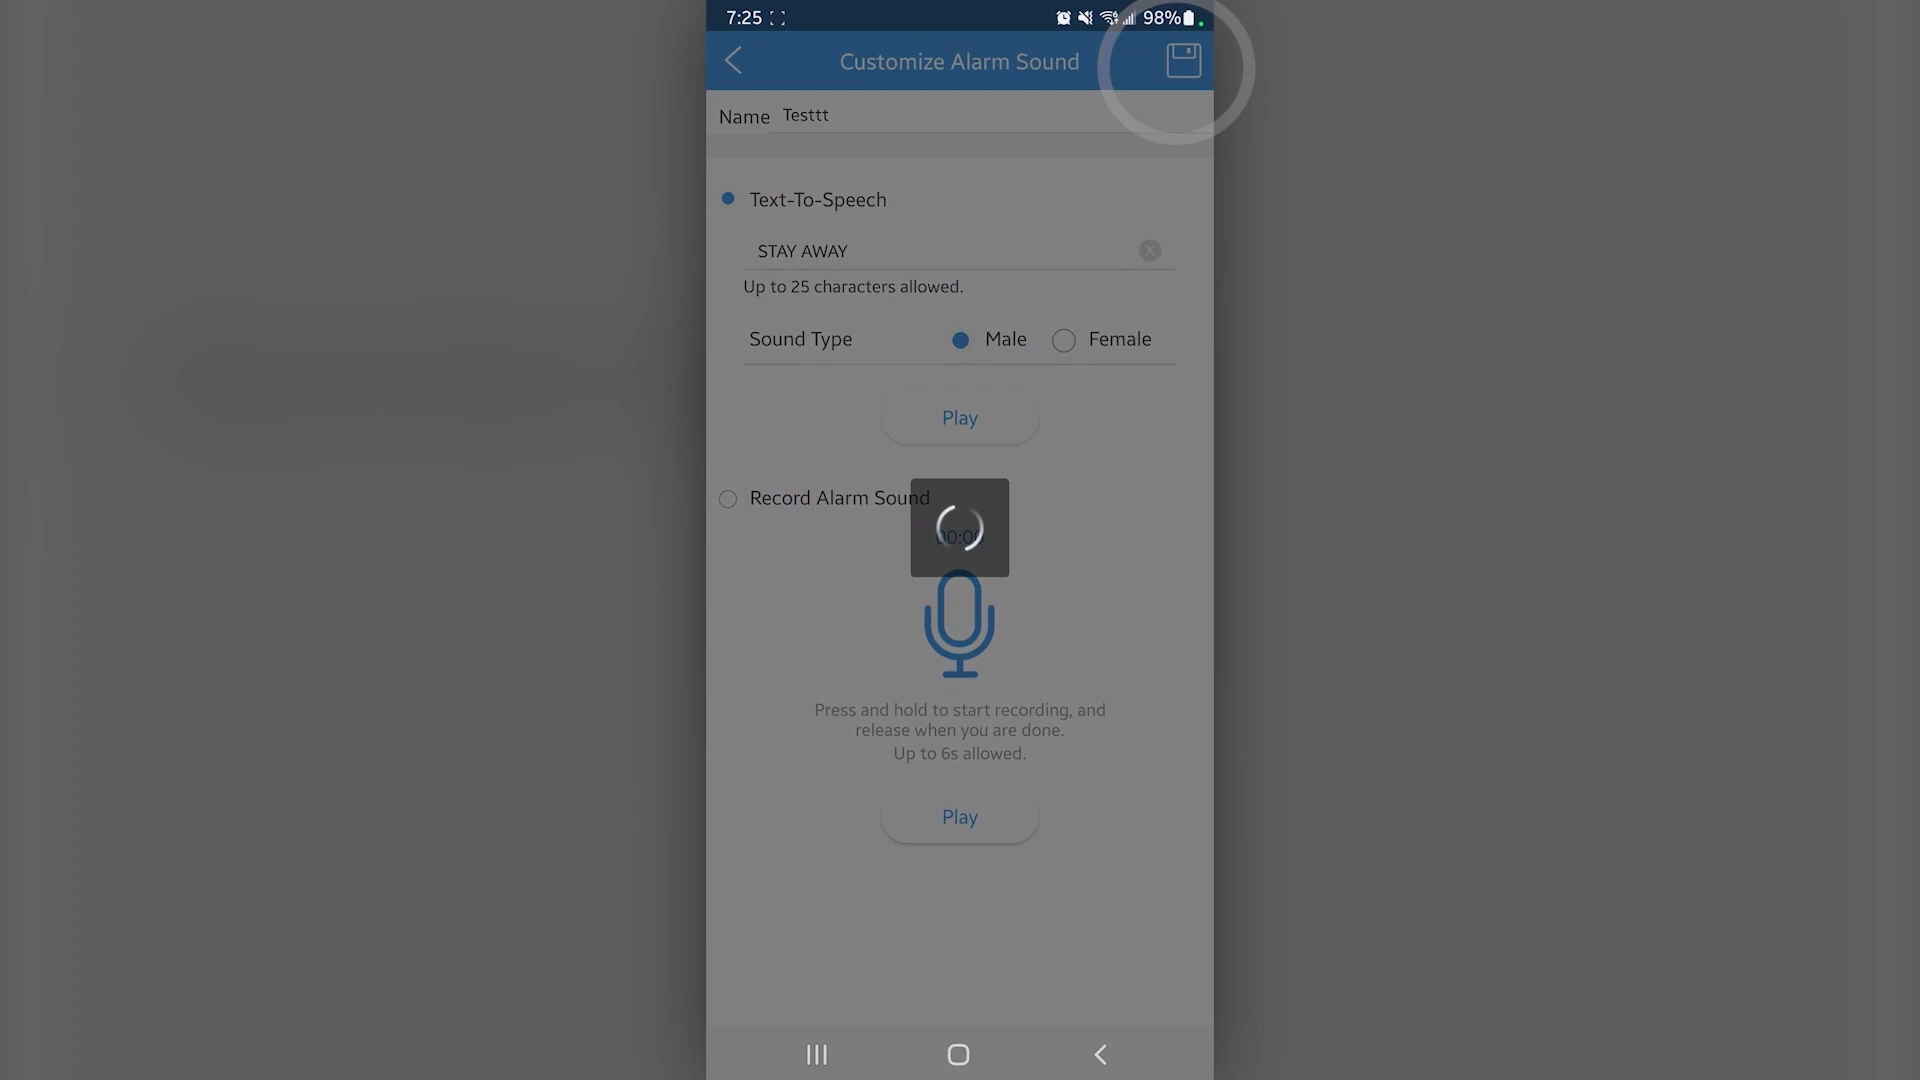 7:25 98%
Customize Alarm Sound
Name Testtt
Text-To-Speech
STAY AWAY
Up to 25 characters allowed.
Sound Type Male Female
Play
Record Alarm Sound
00:00
Press and hold to start recording, and
release when you are done.
Up to 6s allowed.
Play